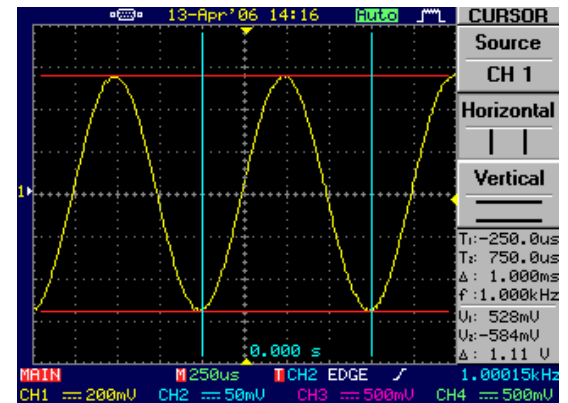 13-Apr'06 14:16 Auto
CURSOR
Source
CH 1
Horizontal
Vertical
1
T₁:-250.0us
T₂: 750.0us
Δ: 1.000ms
f:1.000kHz
V₁: 528mV
V₂:-584mV
Δ: 1.11 V
0.000 s
MAIN M 250us T CH2 EDGE 1.00015kHz
CH1 200mV CH2 50mV CH3 500mV CH4 500mV